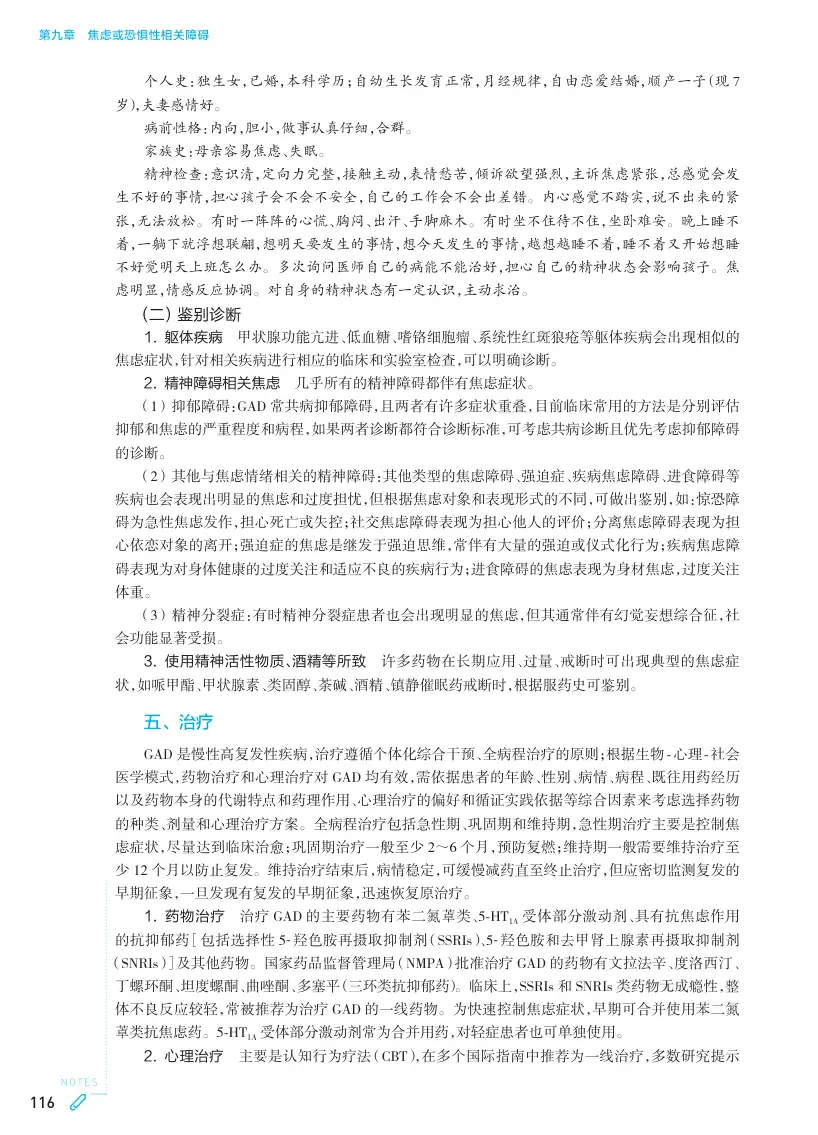 第九章 焦虑或恐惧性相关障碍
个人史：独生女，已婚，本科学历；自幼生长发育正常，月经规律，自由恋爱结婚，顺产一子（现 7
岁），夫妻感情好。
病前性格：内向，胆小，做事认真仔细，合群。
家族史：母亲容易焦虑、失眠。
精神检查：意识清，定向力完整，接触主动，表情愁苦，倾诉欲望强烈，主诉焦虑紧张，总感觉会发
生不好的事情，担心孩子会不会不安全，自己的工作会不会出差错。内心感觉不踏实，说不出来的紧
张，无法放松。有时一阵阵的心慌、胸闷、出汗、手脚麻木。有时坐不住待不住，坐卧难安。晚上睡不
着，一躺下就浮想联翩，想明天要发生的事情，想今天发生的事情，越想越睡不着，睡不着又开始想睡
不好觉明天上班怎么办。多次询问医师自己的病能不能治好，担心自己的精神状态会影响孩子。焦
虑明显，情感反应协调。对自身的精神状态有一定认识，主动求治。
（二）鉴别诊断
1. 躯体疾病 甲状腺功能亢进、低血糖、嗜铬细胞瘤、系统性红斑狼疮等躯体疾病会出现相似的
焦虑症状，针对相关疾病进行相应的临床和实验室检查，可以明确诊断。
2. 精神障碍相关焦虑 几乎所有的精神障碍都伴有焦虑症状。
（1）抑郁障碍：GAD 常共病抑郁障碍，且两者有许多症状重叠，目前临床常用的方法是分别评估
抑郁和焦虑的严重程度和病程，如果两者诊断都符合诊断标准，可考虑共病诊断且优先考虑抑郁障碍
的诊断。
（2）其他与焦虑情绪相关的精神障碍：其他类型的焦虑障碍、强迫症、疾病焦虑障碍、进食障碍等
疾病也会表现出明显的焦虑和过度担忧，但根据焦虑对象和表现形式的不同，可做出鉴别，如：惊恐障
碍为急性焦虑发作，担心死亡或失控；社交焦虑障碍表现为担心他人的评价；分离焦虑障碍表现为担
心依恋对象的离开；强迫症的焦虑是继发于强迫思维，常伴有大量的强迫或仪式化行为；疾病焦虑障
碍表现为对身体健康的过度关注和适应不良的疾病行为；进食障碍的焦虑表现为身材焦虑，过度关注
体重。
（3）精神分裂症：有时精神分裂症患者也会出现明显的焦虑，但其通常伴有幻觉妄想综合征，社
会功能显著受损。
3. 使用精神活性物质、酒精等所致 许多药物在长期应用、过量、戒断时可出现典型的焦虑症
状，如哌甲酯、甲状腺素、类固醇、茶碱、酒精、镇静催眠药戒断时，根据服药史可鉴别。
五、治疗
GAD 是慢性高复发性疾病，治疗遵循个体化综合干预、全病程治疗的原则；根据生物-心理-社会
医学模式，药物治疗和心理治疗对 GAD 均有效，需依据患者的年龄、性别、病情、病程、既往用药经历
以及药物本身的代谢特点和药理作用、心理治疗的偏好和循证实践依据等综合因素来考虑选择药物
的种类、剂量和心理治疗方案。全病程治疗包括急性期、巩固期和维持期，急性期治疗主要是控制焦
虑症状，尽量达到临床治愈；巩固期治疗一般至少 2～6 个月，预防复燃；维持期一般需要维持治疗至
少 12 个月以防止复发。维持治疗结束后，病情稳定，可缓慢减药直至终止治疗，但应密切监测复发的
早期征象，一旦发现有复发的早期征象，迅速恢复原治疗。
1. 药物治疗 治疗 GAD 的主要药物有苯二氮䓬类、5-HT1A 受体部分激动剂、具有抗焦虑作用
的抗抑郁药［包括选择性 5-羟色胺再摄取抑制剂（SSRIs）、5-羟色胺和去甲肾上腺素再摄取抑制剂
（SNRIs）］及其他药物。国家药品监督管理局（NMPA）批准治疗 GAD 的药物有文拉法辛、度洛西汀、
丁螺环酮、坦度螺酮、曲唑酮、多塞平（三环类抗抑郁药）。临床上，SSRIs 和 SNRIs 类药物无成瘾性，整
体不良反应较轻，常被推荐为治疗 GAD 的一线药物。为快速控制焦虑症状，早期可合并使用苯二氮
䓬类抗焦虑药。5-HT1A 受体部分激动剂常为合并用药，对轻症患者也可单独使用。
2. 心理治疗 主要是认知行为疗法（CBT），在多个国际指南中推荐为一线治疗，多数研究提示
NOTES
116